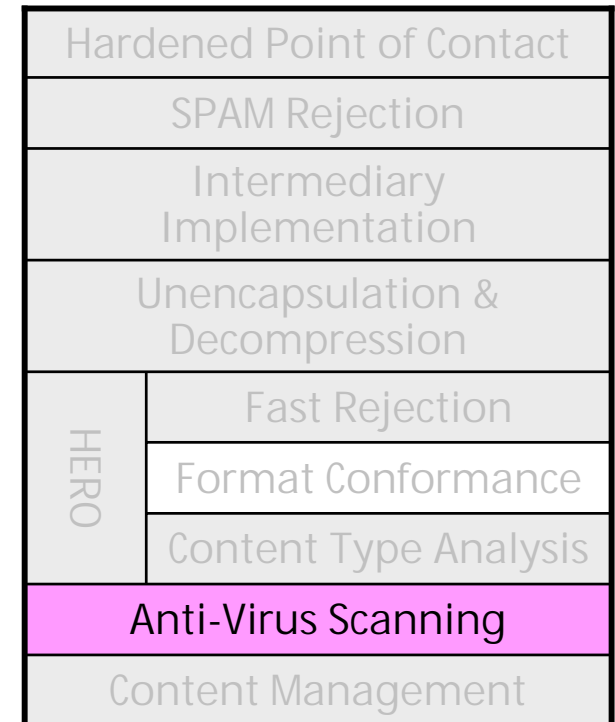 Hardened Point of Contact
SPAM Rejection
Intermediary
Implementation
Unencapsulation &
Decompression
HERO
Fast Rejection
Format Conformance
Content Type Analysis
Anti-Virus Scanning
Content Management